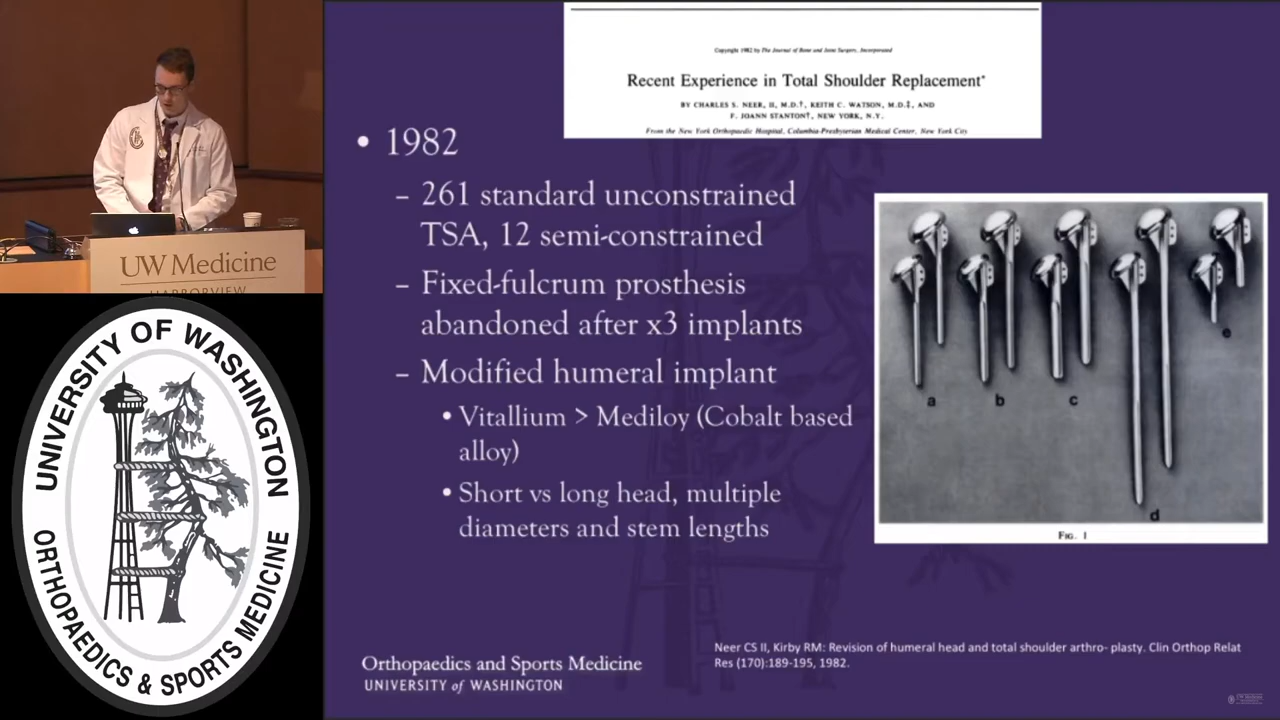 Copyright 1982 by The Journal of Bone and Joint Surgery, Incorporated
Recent Experience in Total Shoulder Replacement*
BY CHARLES S. NEER, II, M.D.†, KEITH C. WATSON, M.D.‡, AND
F. JOANN STANTON†, NEW YORK, N.Y.
From the New York Orthopaedic Hospital, Columbia-Presbyterian Medical Center, New York City
• 1982
– 261 standard unconstrained
TSA, 12 semi-constrained
– Fixed-fulcrum prosthesis
abandoned after x3 implants
– Modified humeral implant
• Vitallium > Mediloy (Cobalt based
alloy)
• Short vs long head, multiple
diameters and stem lengths
a
b
c
d
e
FIG. 1
Neer CS II, Kirby RM: Revision of humeral head and total shoulder arthro- plasty. Clin Orthop Relat
Res (170):189-195, 1982.
Orthopaedics and Sports Medicine
UNIVERSITY of WASHINGTON
UW Medicine
HARBORVIEW
UNIVERSITY OF WASHINGTON
ORTHOPAEDICS & SPORTS MEDICINE